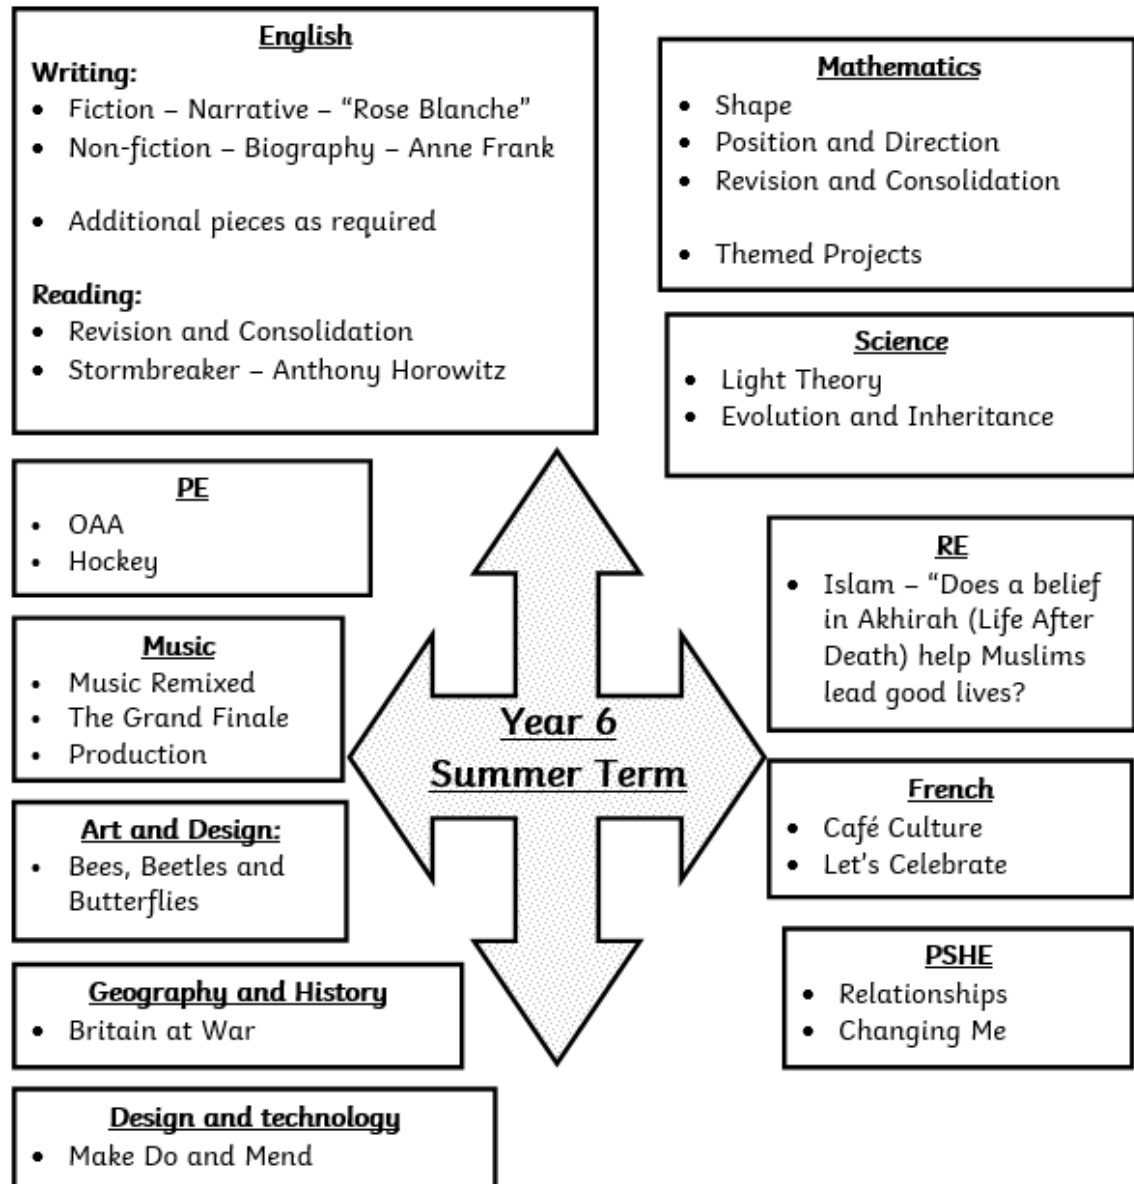 English
Writing:
• Fiction – Narrative – “Rose Blanche”
• Non-fiction – Biography – Anne Frank
• Additional pieces as required
Reading:
• Revision and Consolidation
• Stormbreaker – Anthony Horowitz
Mathematics
• Shape
• Position and Direction
• Revision and Consolidation
• Themed Projects
Science
• Light Theory
• Evolution and Inheritance
PE
• OAA
• Hockey
RE
• Islam – “Does a belief
in Akhirah (Life After
Death) help Muslims
lead good lives?
Music
• Music Remixed
• The Grand Finale
• Production
Year 6
Summer Term
French
• Café Culture
• Let's Celebrate
Art and Design:
• Bees, Beetles and
Butterflies
PSHE
• Relationships
• Changing Me
Geography and History
• Britain at War
Design and technology
• Make Do and Mend